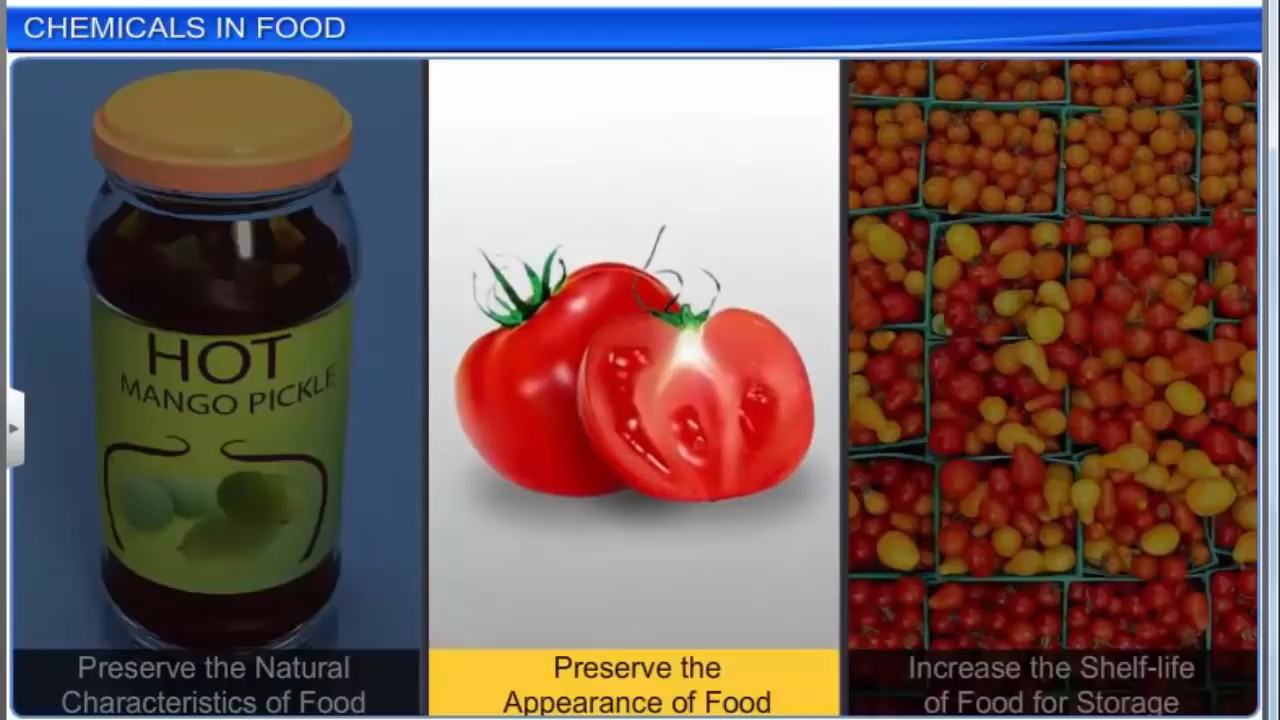 CHEMICALS IN FOOD
HOT
MANGO PICKLE
Preserve the Natural
Characteristics of Food
Preserve the
Appearance of Food
Increase the Shelf-life
of Food for Storage